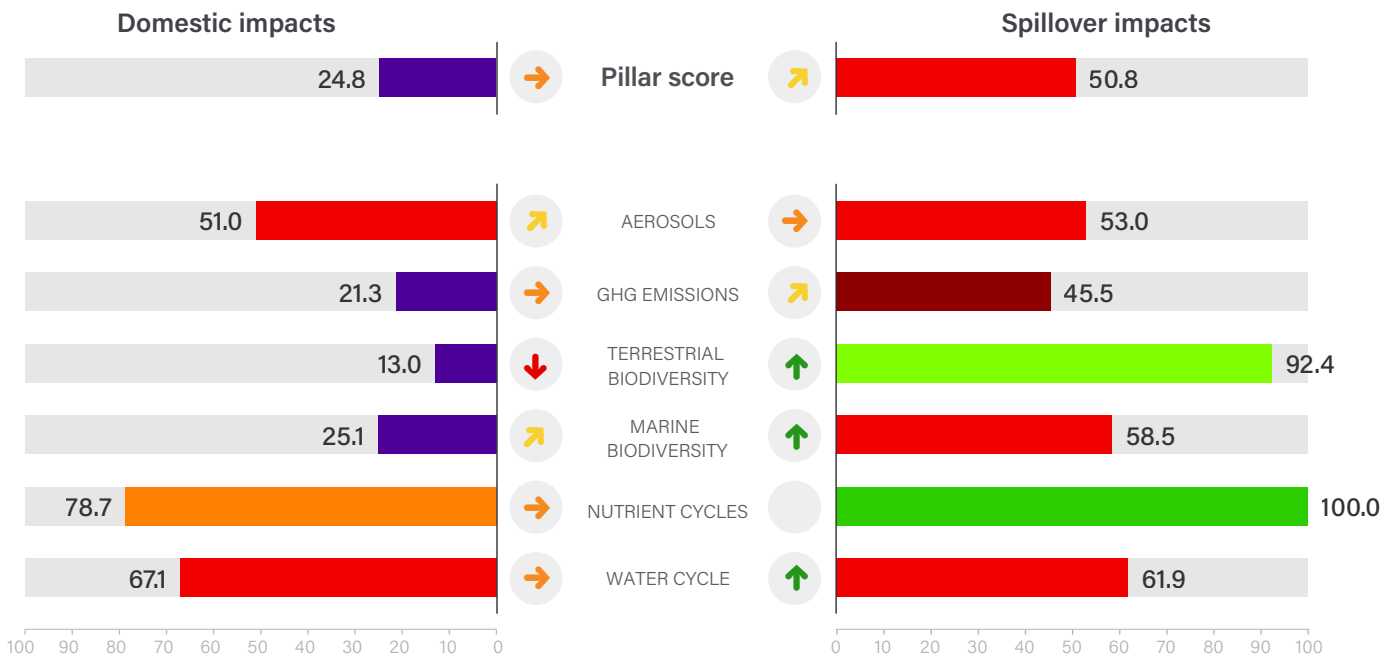 Domestic impacts
Spillover impacts
24.8
Pillar score
50.8
51.0
AEROSOLS
53.0
21.3
GHG EMISSIONS
45.5
13.0
TERRESTRIAL
BIODIVERSITY
92.4
25.1
MARINE
BIODIVERSITY
58.5
78.7
NUTRIENT CYCLES
100.0
67.1
WATER CYCLE
61.9
100 90 80 70 60 50 40 30 20 10 0
0 10 20 30 40 50 60 70 80 90 100